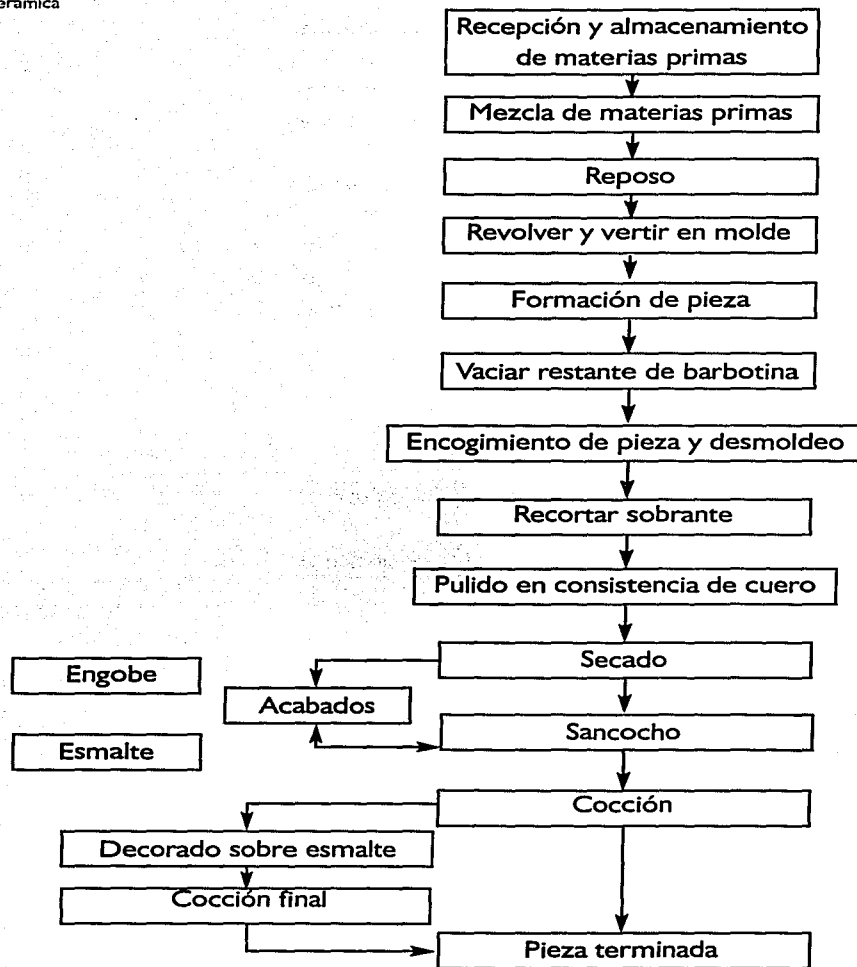 Recepción y almacenamiento
de materias primas
Mezcla de materias primas
Reposo
Revolver y vertir en molde
Formación de pieza
Vaciar restante de barbotina
Encogimiento de pieza y desmoldeo
Recortar sobrante
Pulido en consistencia de cuero
Secado
Engobe
Acabados
Sancocho
Esmalte
Cocción
Decorado sobre esmalte
Cocción final
Pieza terminada